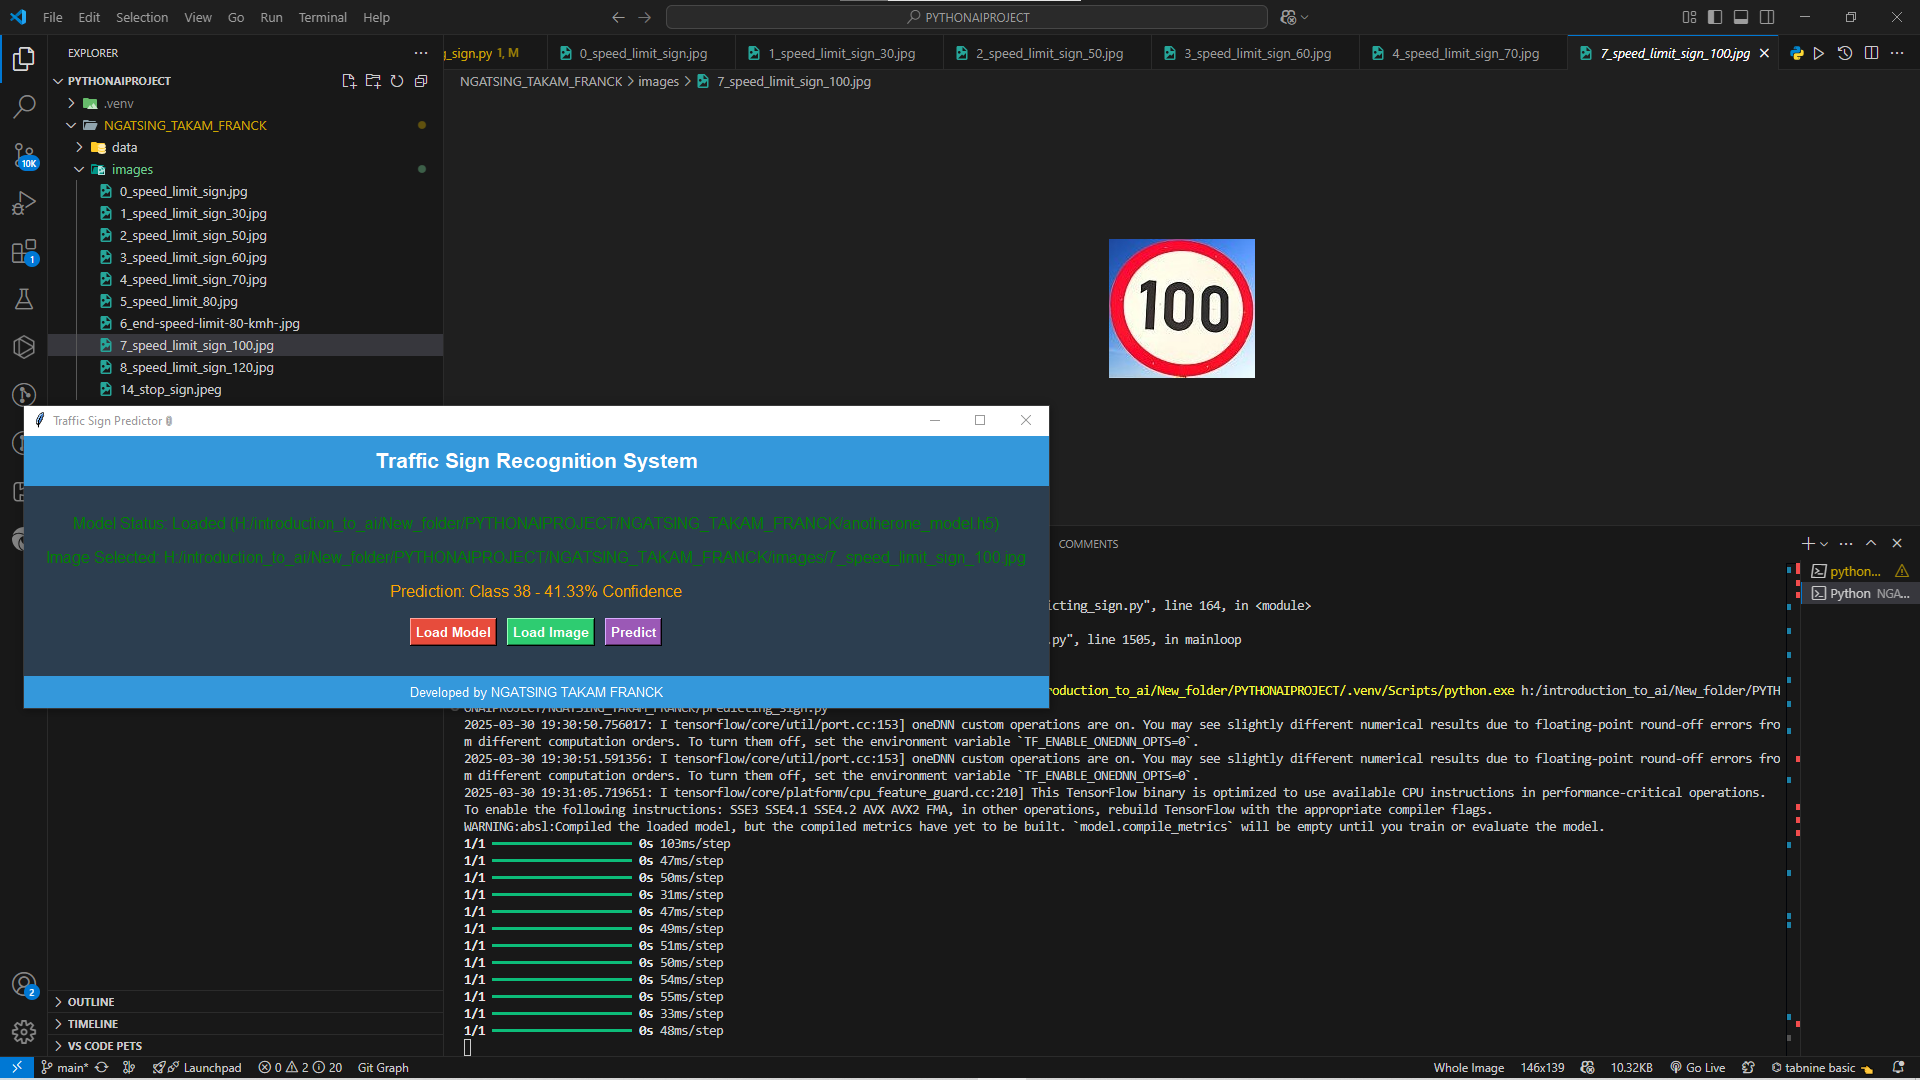 File Edit Selection View Go Run Terminal Help
PYTHONAIPROJECT
EXPLORER
PYTHONAIPROJECT
.venv
NGATSING_TAKAM_FRANCK
data
images
0_speed_limit_sign.jpg
1_speed_limit_sign_30.jpg
2_speed_limit_sign_50.jpg
3_speed_limit_sign_60.jpg
4_speed_limit_sign_70.jpg
5_speed_limit_80.jpg
6_end-speed-limit-80-kmh-.jpg
7_speed_limit_sign_100.jpg
8_speed_limit_sign_120.jpg
14_stop_sign.jpeg
10K
1
g_sign.py 1, M
0_speed_limit_sign.jpg
1_speed_limit_sign_30.jpg
2_speed_limit_sign_50.jpg
3_speed_limit_sign_60.jpg
4_speed_limit_sign_70.jpg
7_speed_limit_sign_100.jpg
NGATSING_TAKAM_FRANCK > images > 7_speed_limit_sign_100.jpg
100
Traffic Sign Predictor
Traffic Sign Recognition System
Model Status: Loaded (H:/introduction_to_ai/New_folder/PYTHONAIPROJECT/NGATSING_TAKAM_FRANCK/anotherone_model.h5)
Image Selected: H:/introduction_to_ai/New_folder/PYTHONAIPROJECT/NGATSING_TAKAM_FRANCK/images/7_speed_limit_sign_100.jpg
Prediction: Class 38 - 41.33% Confidence
Load Model Load Image Predict
Developed by NGATSING TAKAM FRANCK
COMMENTS
python...
Python NGA...
icting_sign.py", line 164, in <module>
.py", line 1505, in mainloop
roduction_to_ai/New_folder/PYTHONAIPROJECT/.venv/Scripts/python.exe h:/introduction_to_ai/New_folder/PYTH
ONAIPROJECT/NGATSING_TAKAM_FRANCK/predicting_sign.py
2025-03-30 19:30:50.756017: I tensorflow/core/util/port.cc:153] oneDNN custom operations are on. You may see slightly different numerical results due to floating-point round-off errors fro
m different computation orders. To turn them off, set the environment variable `TF_ENABLE_ONEDNN_OPTS=0`.
2025-03-30 19:30:51.591356: I tensorflow/core/util/port.cc:153] oneDNN custom operations are on. You may see slightly different numerical results due to floating-point round-off errors fro
m different computation orders. To turn them off, set the environment variable `TF_ENABLE_ONEDNN_OPTS=0`.
2025-03-30 19:31:05.719651: I tensorflow/core/platform/cpu_feature_guard.cc:210] This TensorFlow binary is optimized to use available CPU instructions in performance-critical operations.
To enable the following instructions: SSE3 SSE4.1 SSE4.2 AVX AVX2 FMA, in other operations, rebuild TensorFlow with the appropriate compiler flags.
WARNING:absl:Compiled the loaded model, but the compiled metrics have yet to be built. `model.compile_metrics` will be empty until you train or evaluate the model.
1/1 0s 103ms/step
1/1 0s 47ms/step
1/1 0s 50ms/step
1/1 0s 31ms/step
1/1 0s 47ms/step
1/1 0s 49ms/step
1/1 0s 51ms/step
1/1 0s 50ms/step
1/1 0s 54ms/step
1/1 0s 55ms/step
1/1 0s 33ms/step
1/1 0s 48ms/step
2
OUTLINE
TIMELINE
VS CODE PETS
main* Launchpad 0 2 20 Git Graph
Whole Image 146x139 10.32KB Go Live tabnine basic